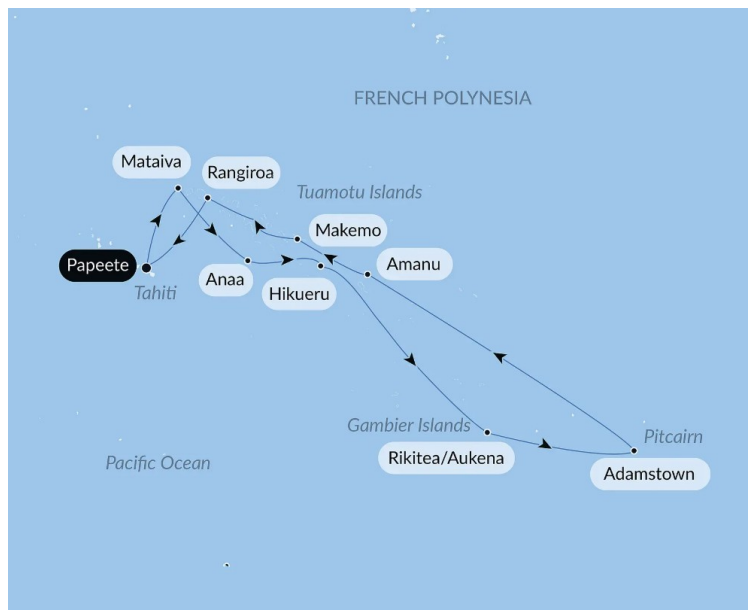 FRENCH POLYNESIA
Mataiva
Rangiroa
Tuamotu Islands
Makemo
Papeete
Amanu
Anaa
Tahiti
Hikueru
Gambier Islands
Pitcairn
Rikitea/Aukena
Pacific Ocean
Adamstown